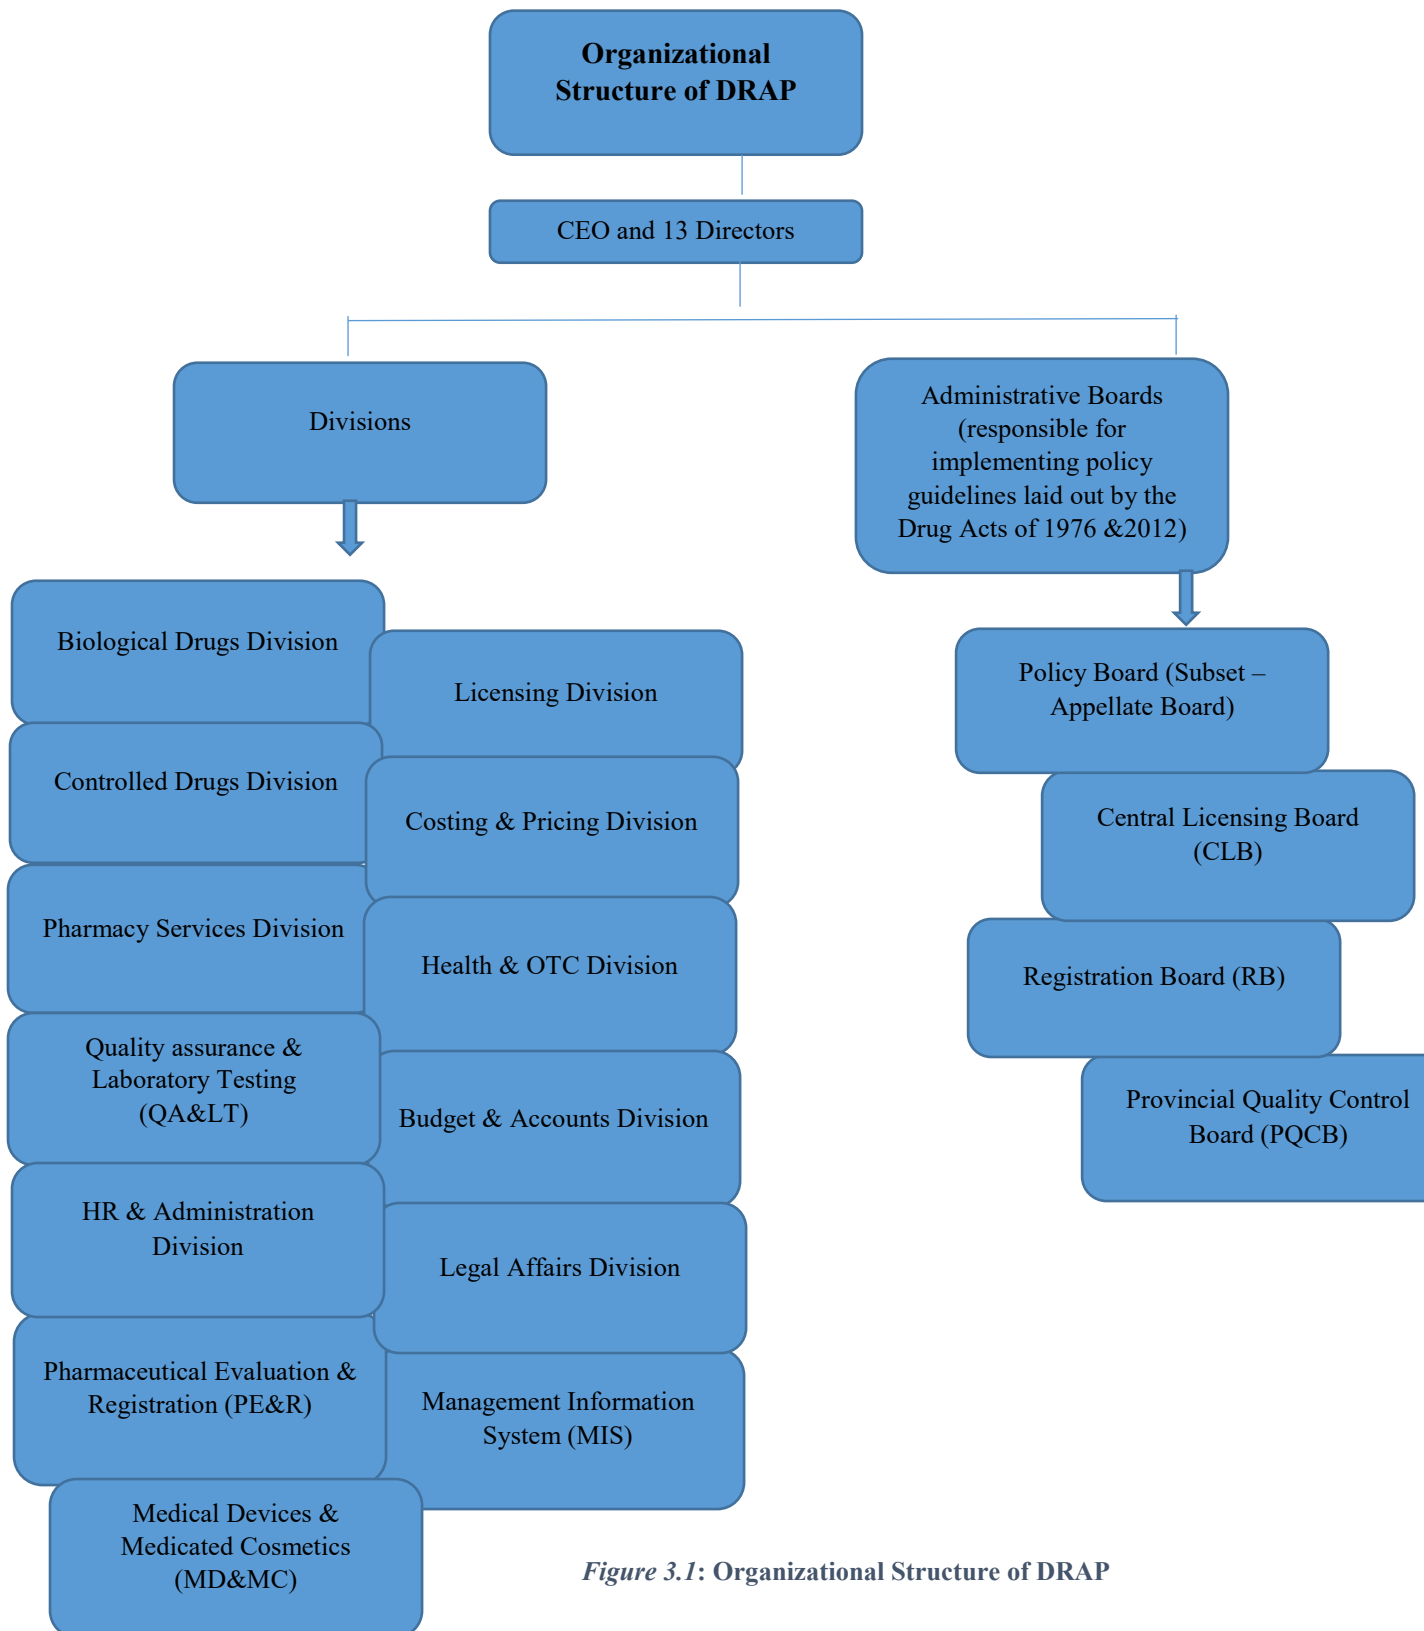 Organizational
Structure of DRAP
CEO and 13 Directors
Divisions
Administrative Boards
(responsible for
implementing policy
guidelines laid out by the
Drug Acts of 1976 &2012)
Biological Drugs Division
Licensing Division
Controlled Drugs Division
Costing & Pricing Division
Pharmacy Services Division
Health & OTC Division
Quality assurance &
Laboratory Testing
(QA&LT)
Budget & Accounts Division
HR & Administration
Division
Legal Affairs Division
Pharmaceutical Evaluation &
Registration (PE&R)
Management Information
System (MIS)
Medical Devices &
Medicated Cosmetics
(MD&MC)
Policy Board (Subset –
Appellate Board)
Central Licensing Board
(CLB)
Registration Board (RB)
Provincial Quality Control
Board (PQCB)
Figure 3.1: Organizational Structure of DRAP